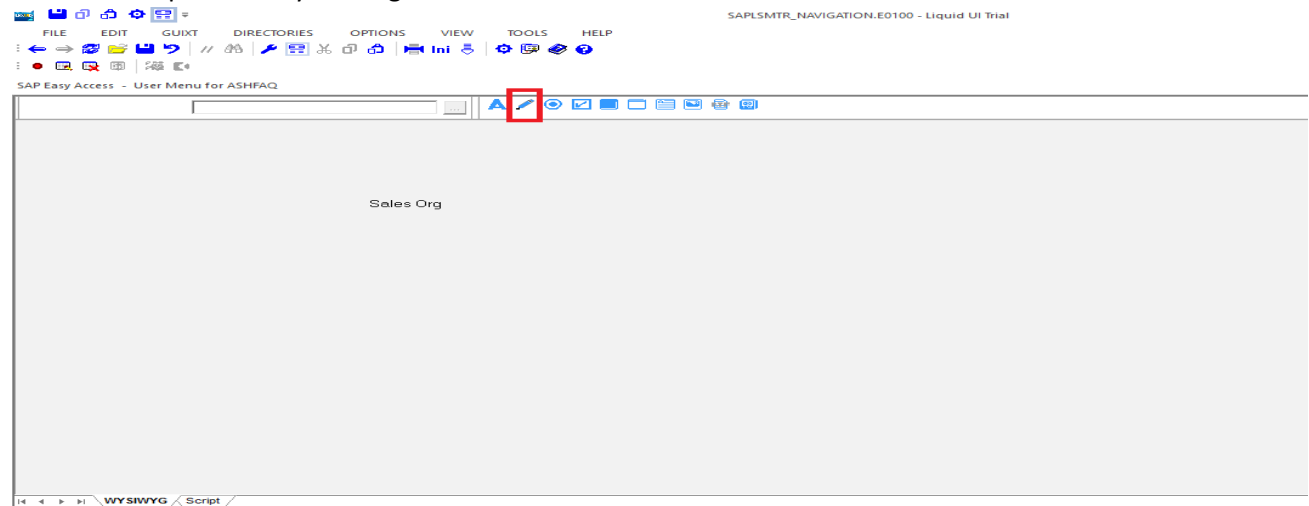 SAPLSMTR_NAVIGATION.E0100 - Liquid UI Trial
FILE EDIT GUIXT DIRECTORIES OPTIONS VIEW TOOLS HELP
Ini
SAP Easy Access - User Menu for ASHFAQ
...
A
Sales Org
WYSIWYG Script